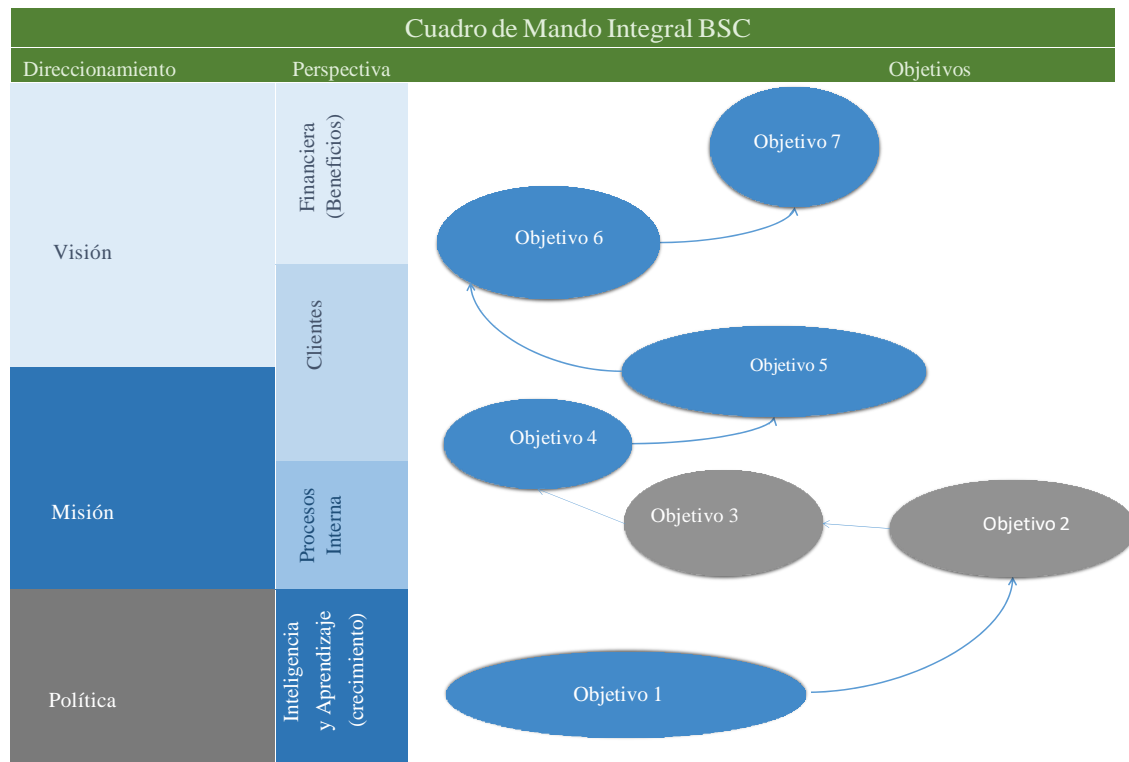 Cuadro de Mando Integral BSC
Direccionamiento
Perspectiva
Objetivos
Visión
Misión
Política
Financiera
(Beneficios)
Clientes
Procesos
Interna
Inteligencia
y Aprendizaje
(crecimiento)
Objetivo 7
Objetivo 6
Objetivo 5
Objetivo 4
Objetivo 3
Objetivo 2
Objetivo 1